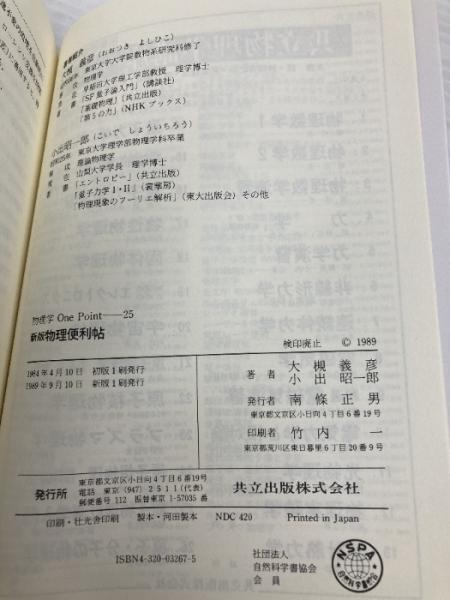 著者紹介
大槻義彦(おおつき よしひこ)
東京大学大学院数物系研究科修了
物理学
早稲田大学理工学部教授 理学博士
「SF量子論入門」(講談社)
「基礎物理」(共立出版)
「第5の力」(NHKブックス)
小出昭一郎(こいで しょういちろう)
東京大学理学部物理学科卒業
理論物理学
山梨大学学長 理学博士
「エントロピー」(共立出版)
「量子力学I・II」(裳華房)
「物理現象のフーリエ解析」(東大出版会)その他
物理学 One Point—25
新版物理便利帖
検印廃止 © 1989
1984年4月10日 初版1刷発行
1989年9月10日 新版1刷発行
著者 大槻義彦
小出昭一郎
発行者 南條正男
東京都文京区小日向4丁目6番19号
印刷者 竹内一
東京都荒川区東日暮里6丁目20番9号
発行所
東京都文京区小日向4丁目6番19号
電話 東京(947)2511(代表)
郵便番号112 振替東京1-57035番
共立出版株式会社
印刷・壮光舎印刷 製本・河田製本 NDC 420 Printed in Japan
ISBN4-320-03267-5
社団法人
自然科学書協会
会員
NSPA
自然科学書協会